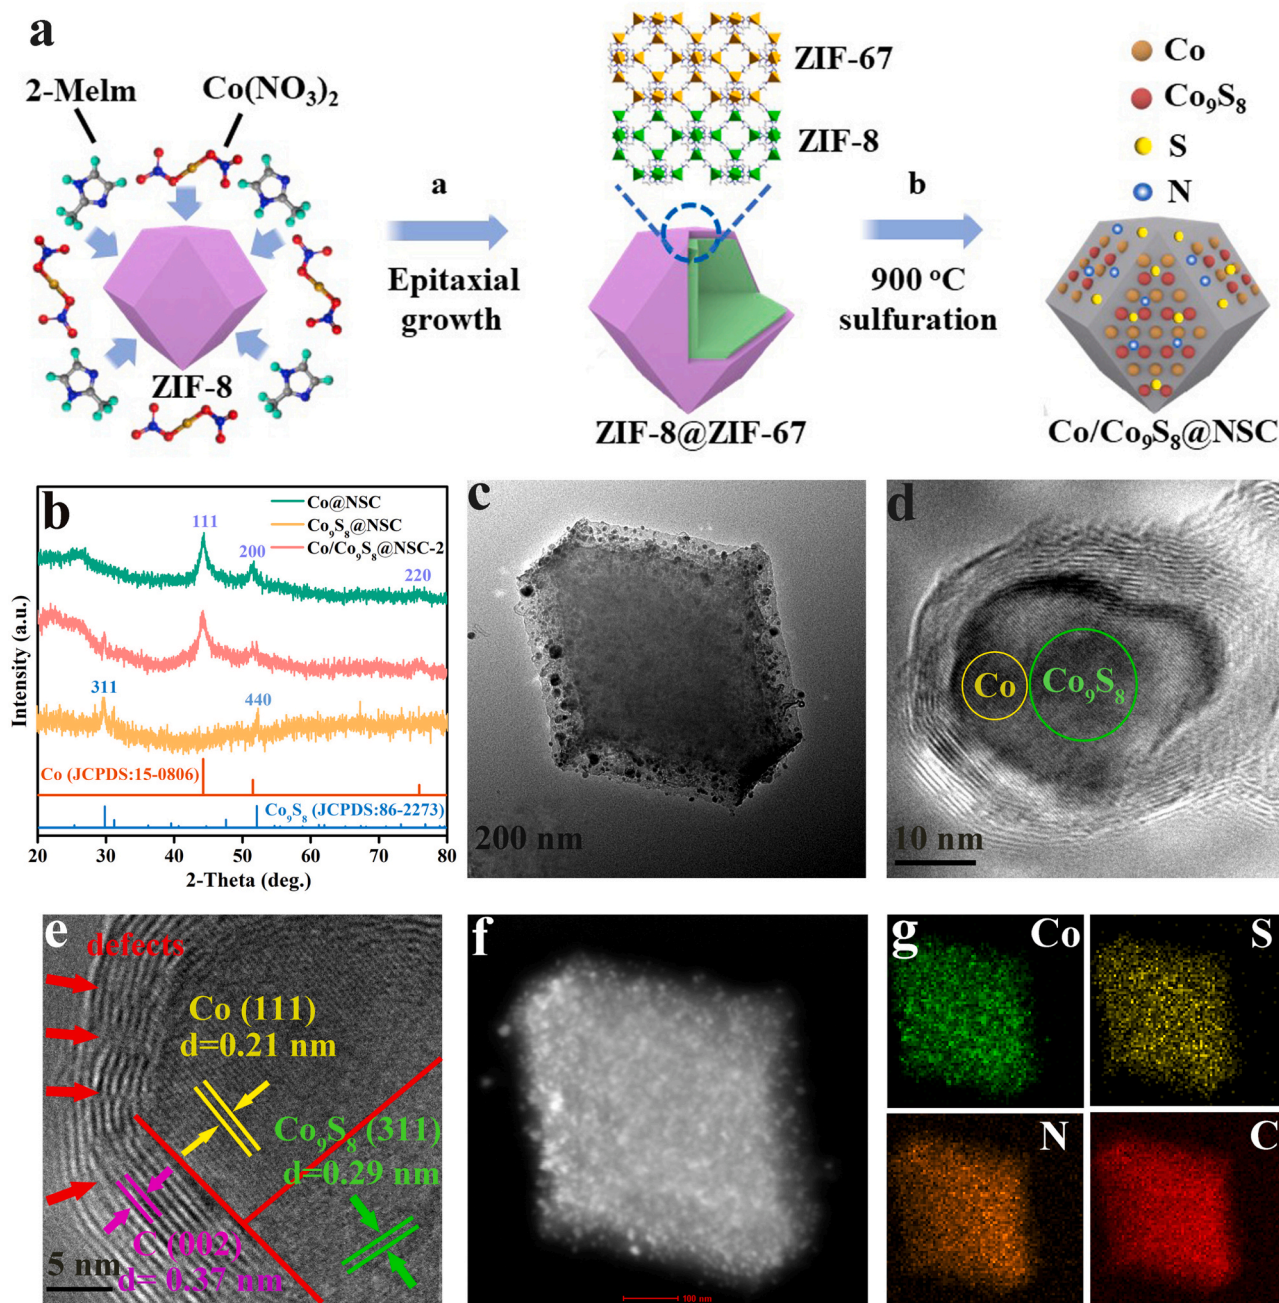 a
2-Melm
Co(NO₃)₂
ZIF-8
a
Epitaxial
growth
ZIF-67
ZIF-8
ZIF-8@ZIF-67
b
900 °C
sulfuration
Co
Co₉S₈
S
N
Co/Co₉S₈@NSC
b
Co@NSC
Co₉S₈@NSC
Co/Co₉S₈@NSC-2
111
200
220
311
440
Co (JCPDS:15-0806)
Co₉S₈ (JCPDS:86-2273)
Intensity (a.u.)
20 30 40 50 60 70 80
2-Theta (deg.)
c
200 nm
d
Co
Co₉S₈
10 nm
e
defects
Co (111)
d=0.21 nm
Co₉S₈ (311)
d=0.29 nm
C (002)
d= 0.37 nm
5 nm
f
100 nm
g
Co
S
N
C